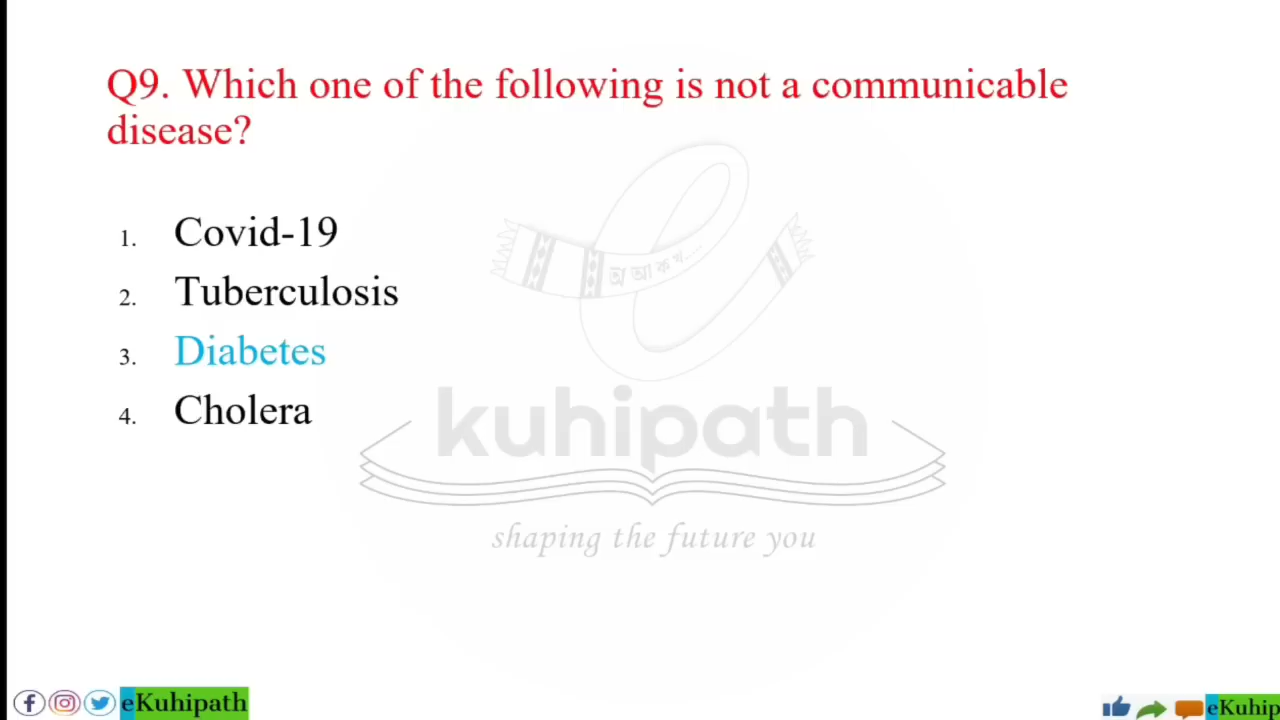 Q9. Which one of the following is not a communicable
disease?
1. Covid-19
2. Tuberculosis
3. Diabetes
4. Cholera
অ আ ক খ....
kuhipath
shaping the future you
eKuhipath
eKuhip